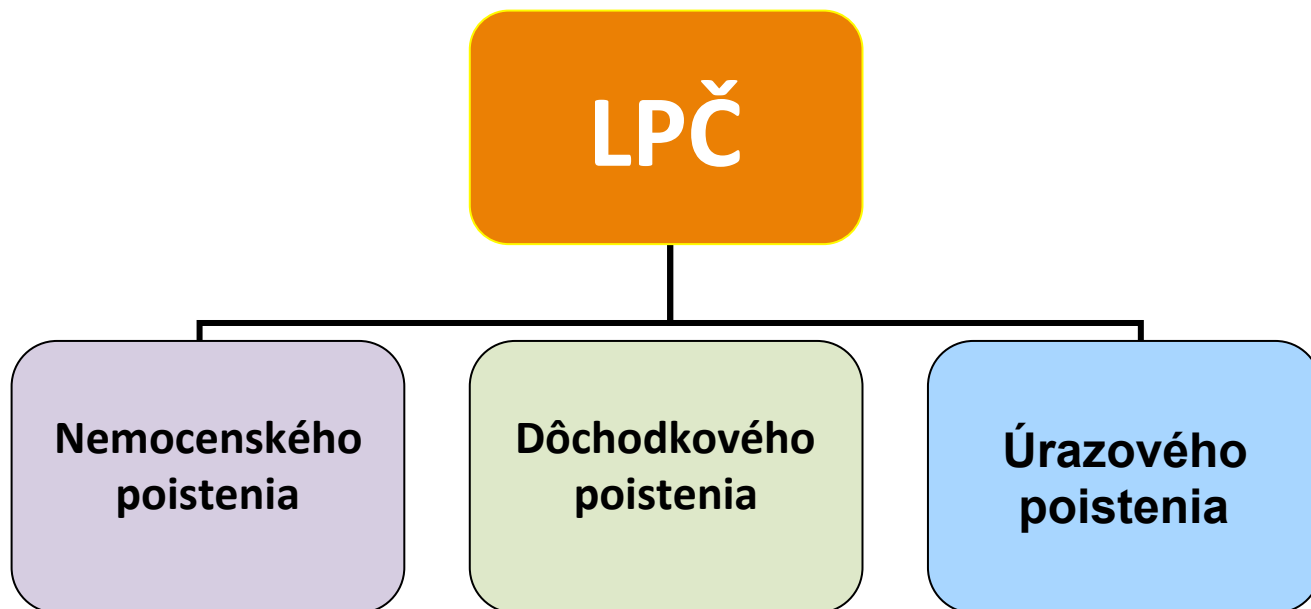 LPČ
Nemocenského
poistenia
Dôchodkového
poistenia
Úrazového
poistenia